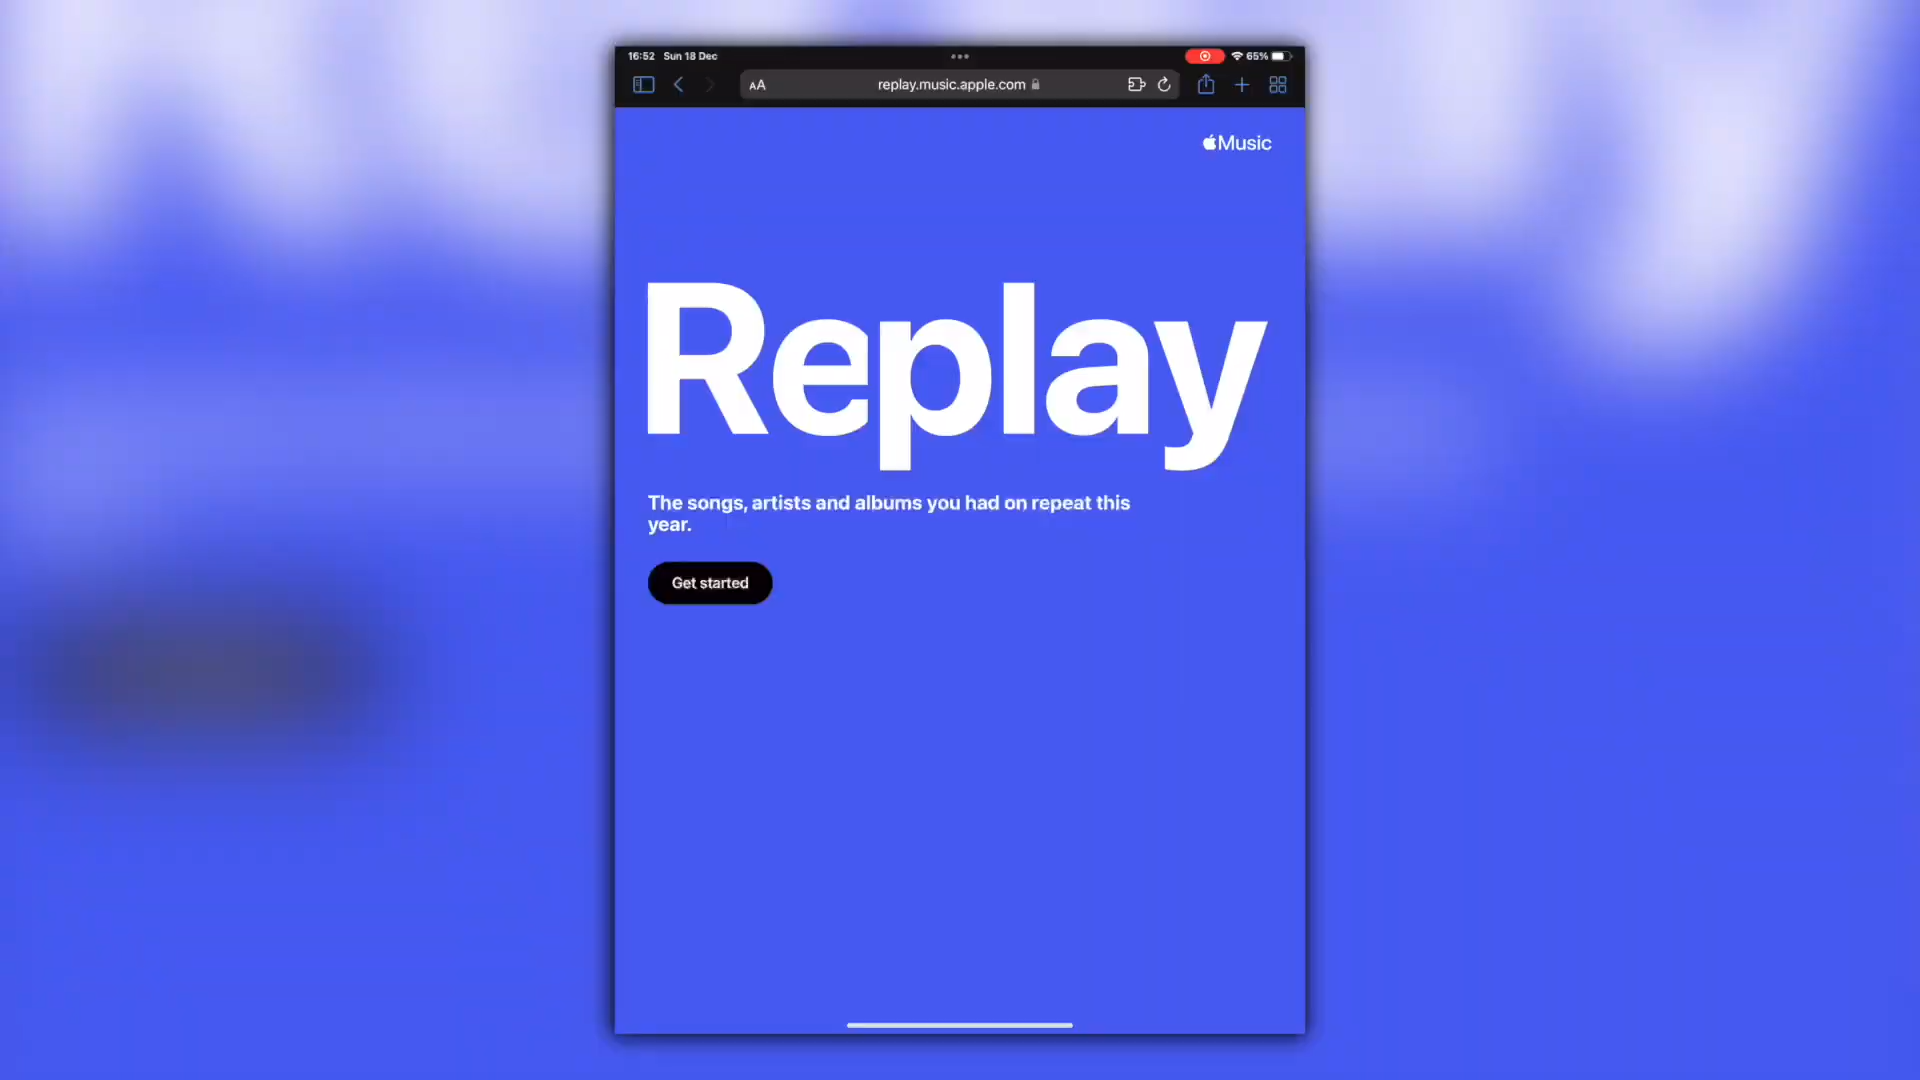 16:52 Sun 18 Dec
65%
AA
replay.music.apple.com
Music
Replay
The songs, artists and albums you had on repeat this
year.
Get started